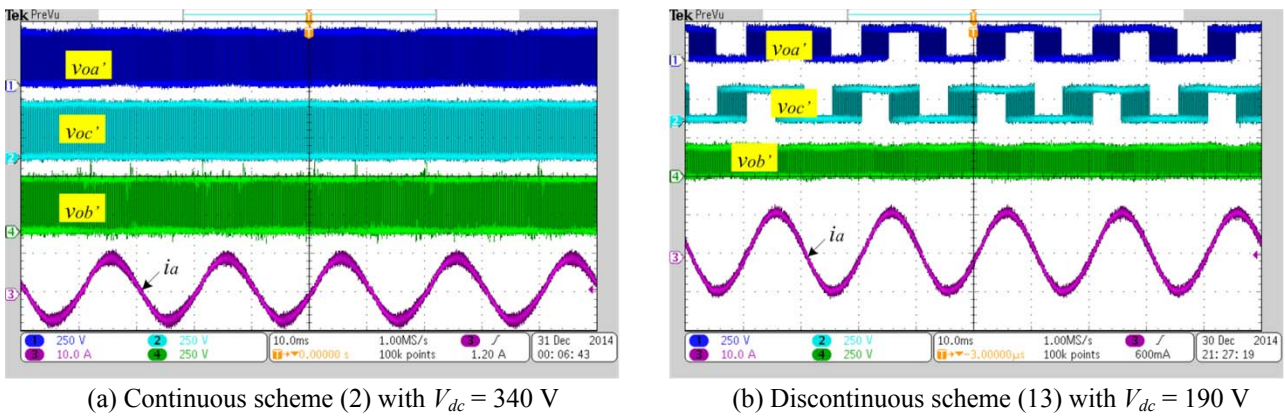 Tek PreVu
voa'
1
voc'
2
vob'
4
ia
3
1 250 V 2 250 V
3 10.0 A 4 250 V
10.0ms 1.00MS/s 3
T→▼0.00000 s 100k points 1.20 A
31 Dec 2014
00:06:43
(a) Continuous scheme (2) with Vdc = 340 V
Tek PreVu
voa'
1
voc'
2
vob'
4
ia
3
1 250 V 2 250 V
3 10.0 A 4 250 V
10.0ms 1.00MS/s 3
T→▼-3.00000µs 100k points 600mA
30 Dec 2014
21:27:19
(b) Discontinuous scheme (13) with Vdc = 190 V